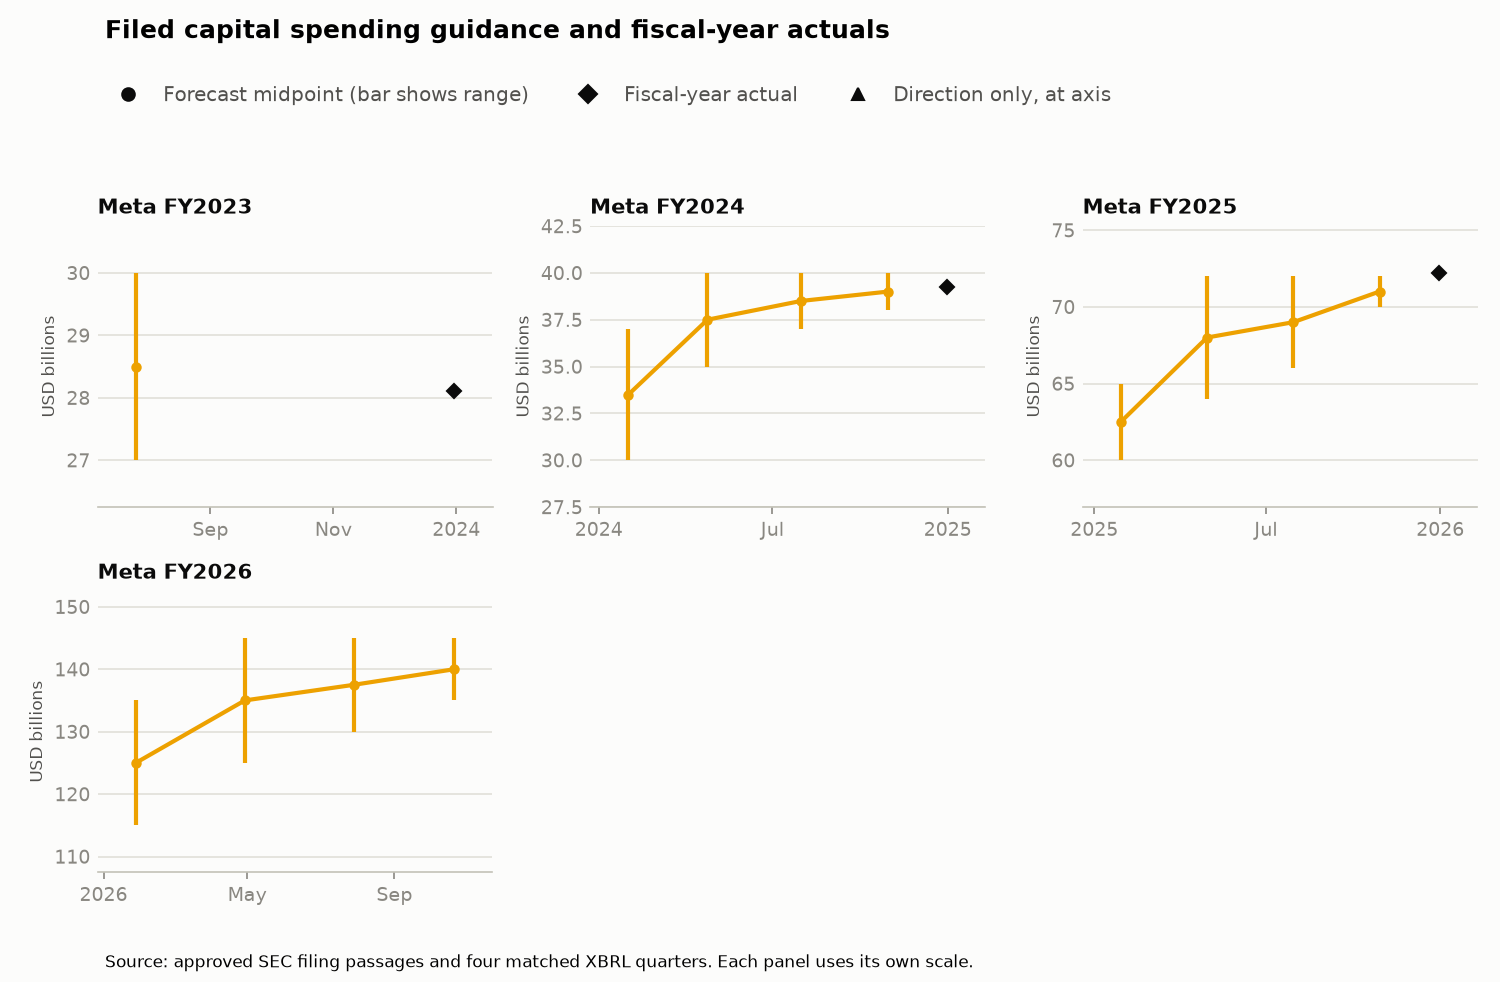 Filed capital spending guidance and fiscal-year actuals
Forecast midpoint (bar shows range)
Fiscal-year actual
Direction only, at axis
Meta FY2023
USD billions
30
29
28
27
Sep
Nov
2024
Meta FY2024
USD billions
42.5
40.0
37.5
35.0
32.5
30.0
27.5
2024
Jul
2025
Meta FY2025
USD billions
75
70
65
60
2025
Jul
2026
Meta FY2026
USD billions
150
140
130
120
110
2026
May
Sep
Source: approved SEC filing passages and four matched XBRL quarters. Each panel uses its own scale.